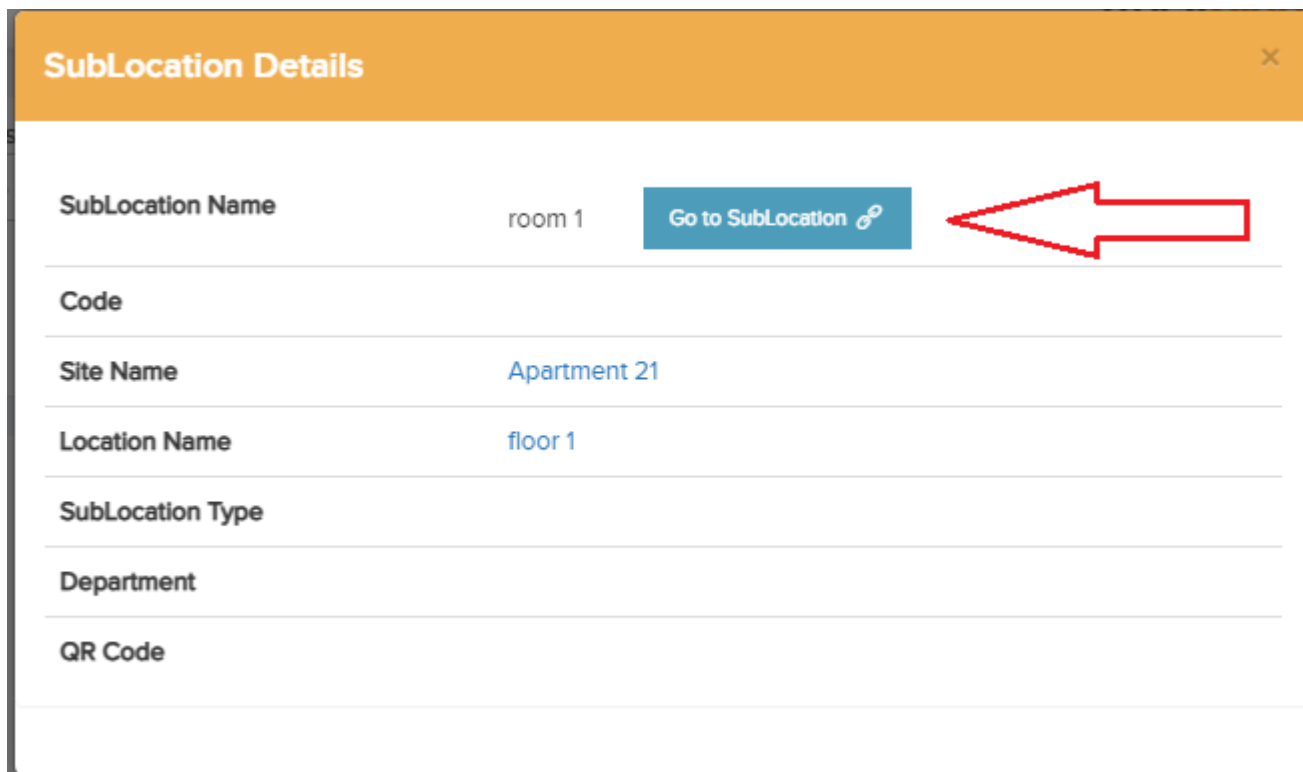 SubLocation Details
×
SubLocation Name room 1 Go to SubLocation
Code
Site Name Apartment 21
Location Name floor 1
SubLocation Type
Department
QR Code